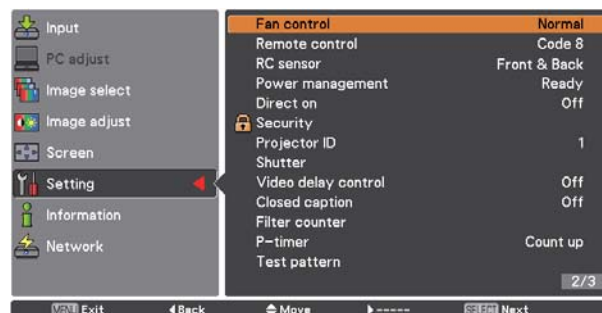 Input
PC adjust
Image select
Image adjust
Screen
Setting
Information
Network
Fan control Normal
Remote control Code 8
RC sensor Front & Back
Power management Ready
Direct on Off
Security
Projector ID 1
Shutter
Video delay control Off
Closed caption Off
Filter counter
P-timer Count up
Test pattern
2/3
MENU Exit Back Move ----- SELECT Next